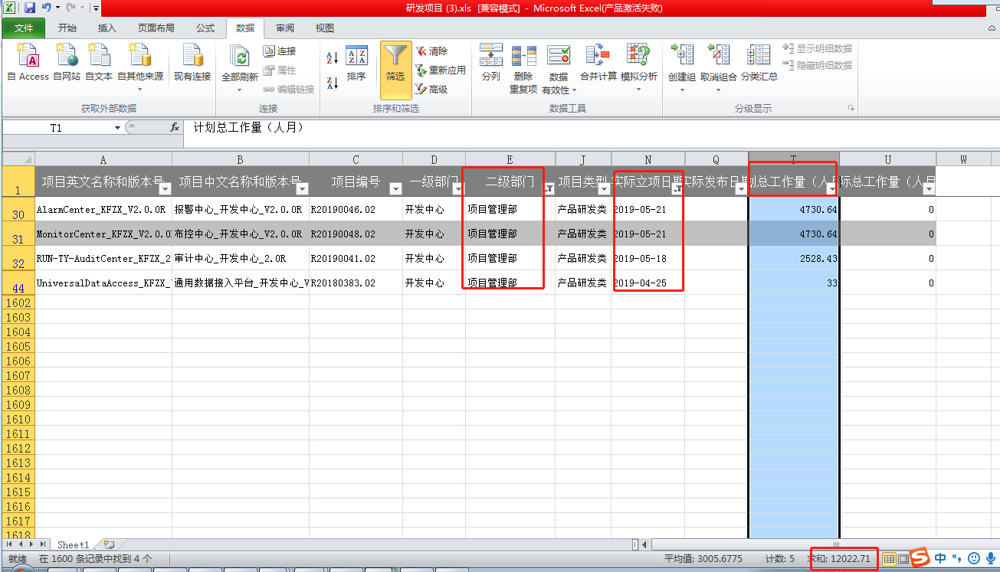 研发项目 (3).xls [兼容模式] - Microsoft Excel(产品激活失败)
文件 开始 插入 页面布局 公式 数据 审阅 视图
自 Access 自网站 自文本 自其他来源 现有连接 全部刷新 连接 属性 编辑链接 排序 筛选 清除 重新应用 高级 分列 删除重复项 数据有效性 合并计算 模拟分析 创建组 取消组合 分类汇总 显示明细数据 隐藏明细数据
获取外部数据 连接 排序和筛选 数据工具 分级显示
T1 fx 计划总工作量（人月）
A B C D E J N Q T U W
1 项目英文名称和版本号 项目中文名称和版本号 项目编号 一级部门 二级部门 项目类型 实际立项日期 实际发布日期 划总工作量（人月 际总工作量（人月
30 AlarmCenter_KFZX_V2.0.0R 报警中心_开发中心_V2.0.0R R20190046.02 开发中心 项目管理部 产品研发类 2019-05-21 4730.64 0
31 MonitorCenter_KFZX_V2.0.0 布控中心_开发中心_V2.0.0R R20190048.02 开发中心 项目管理部 产品研发类 2019-05-21 4730.64 0
32 RUN-TY-AuditCenter_KFZX_2 审计中心_开发中心_2.0R R20190041.02 开发中心 项目管理部 产品研发类 2019-05-18 2528.43 0
44 UniversalDataAccess_KFZX_ 通用数据接入平台_开发中心_V R20180383.02 开发中心 项目管理部 产品研发类 2019-04-25 33 0
1602
1603
1604
1605
1606
1607
1608
1609
1610
1611
1612
1613
1614
1615
1616
1617
1618
Sheet1
就绪 在 1600 条记录中找到 4 个 平均值: 3005.6775 计数: 5 求和: 12022.71 中